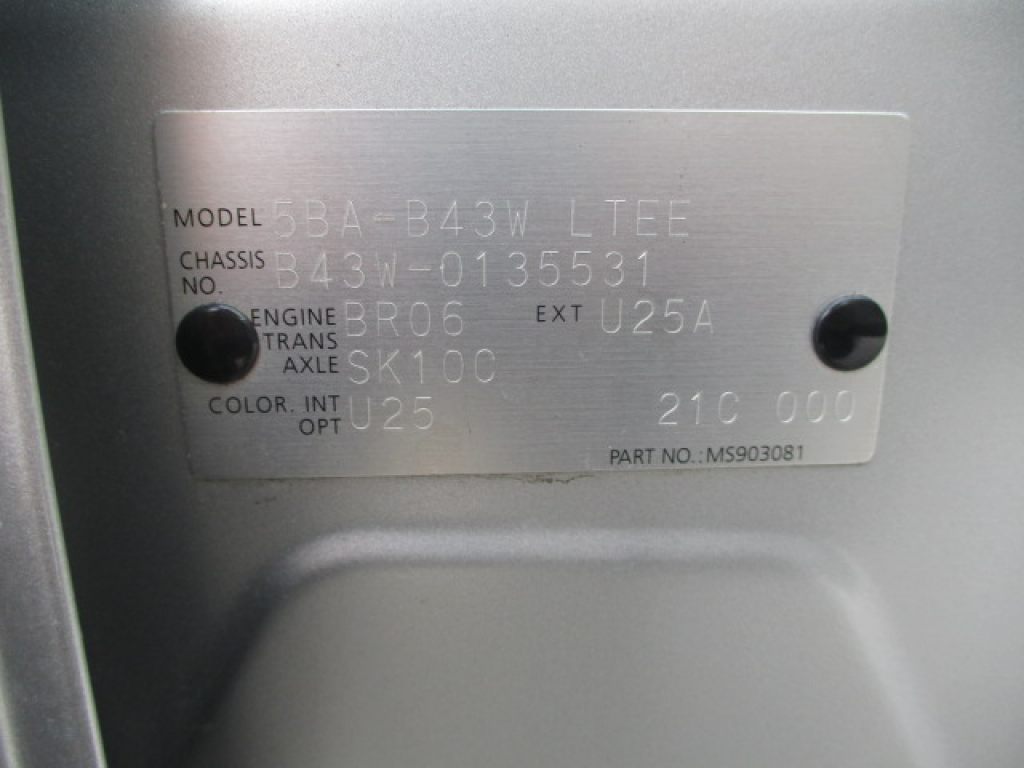 MODEL 5BA-B43W LTEE
CHASSIS NO. B43W-0135531
ENGINE BR06 EXT U25A
TRANS AXLE SK10C
COLOR. INT OPT U25 21C 000
PART NO.:MS903081